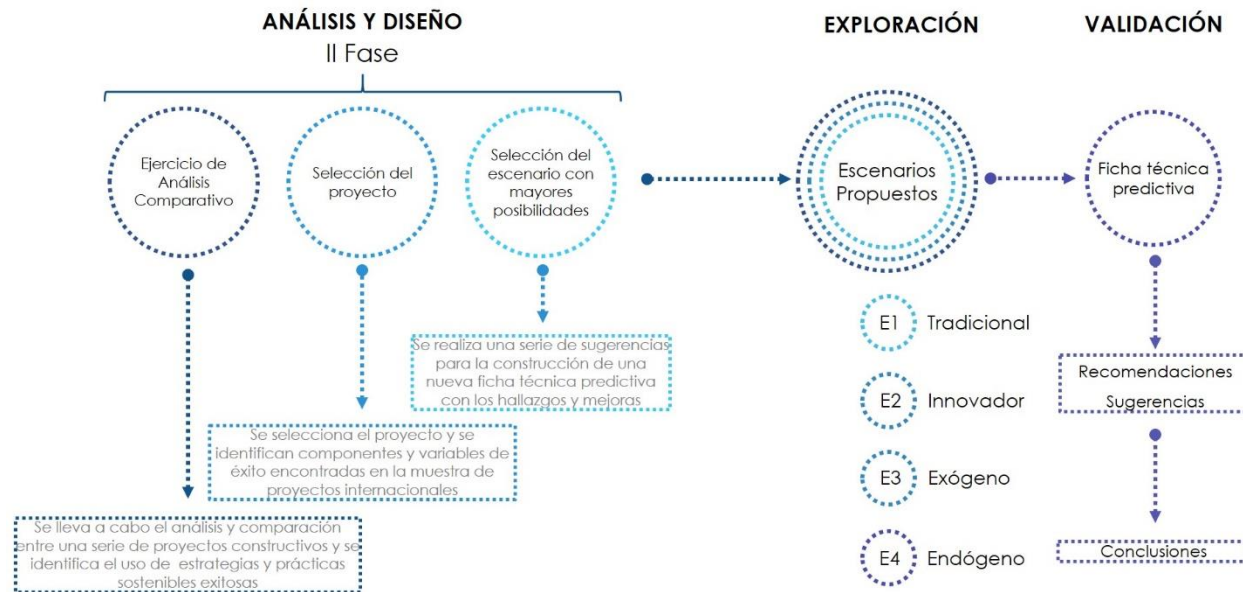 ANÁLISIS Y DISEÑO
II Fase
Ejercicio de
Análisis
Comparativo
Se lleva a cabo el análisis y comparación
entre una serie de proyectos constructivos y se
identifica el uso de estrategias y prácticas
sostenibles exitosas
Selección del
proyecto
Se selecciona el proyecto y se
identifican componentes y variables de
éxito encontradas en la muestra de
proyectos internacionales
Selección del
escenario con
mayores
posibilidades
Se realiza una serie de sugerencias
para la construcción de una
nueva ficha técnica predictiva
con los hallazgos y mejoras
EXPLORACIÓN
Escenarios
Propuestos
E1 Tradicional
E2 Innovador
E3 Exógeno
E4 Endógeno
VALIDACIÓN
Ficha técnica
predictiva
Recomendaciones
Sugerencias
Conclusiones